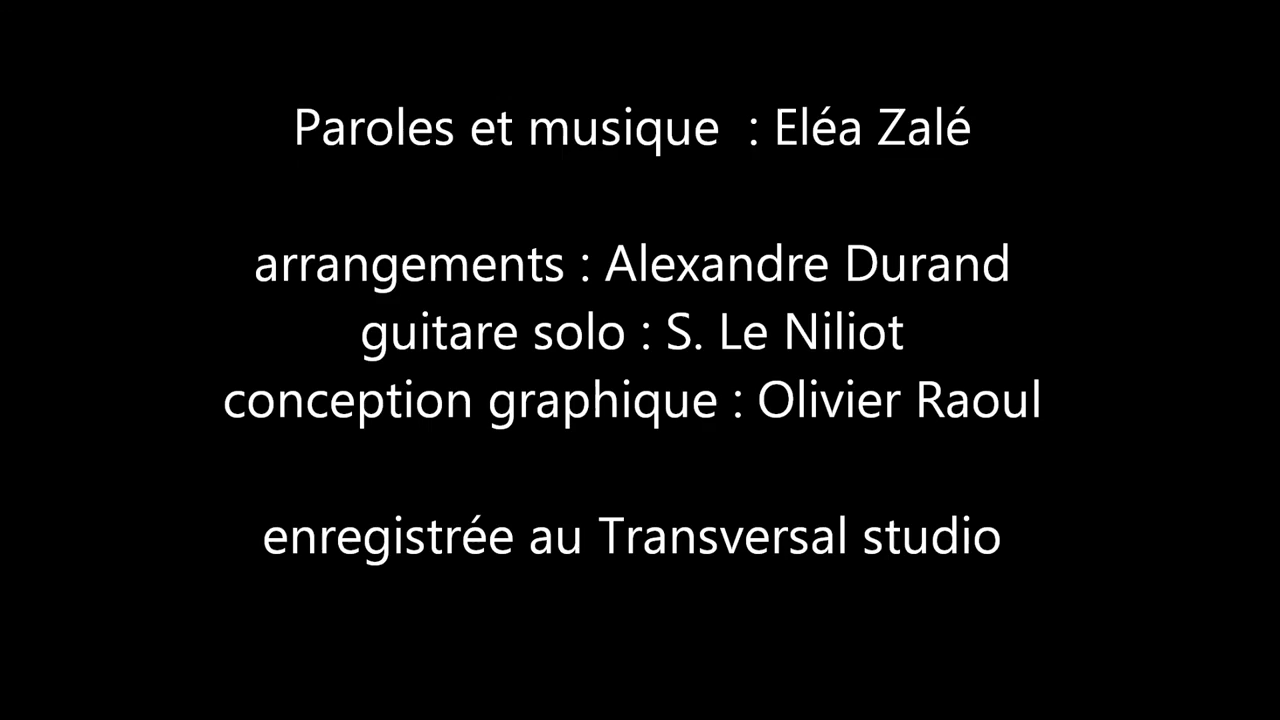 Paroles et musique  : Eléa Zalé
arrangements : Alexandre Durand
guitare solo : S. Le Niliot
conception graphique : Olivier Raoul
enregistrée au Transversal studio